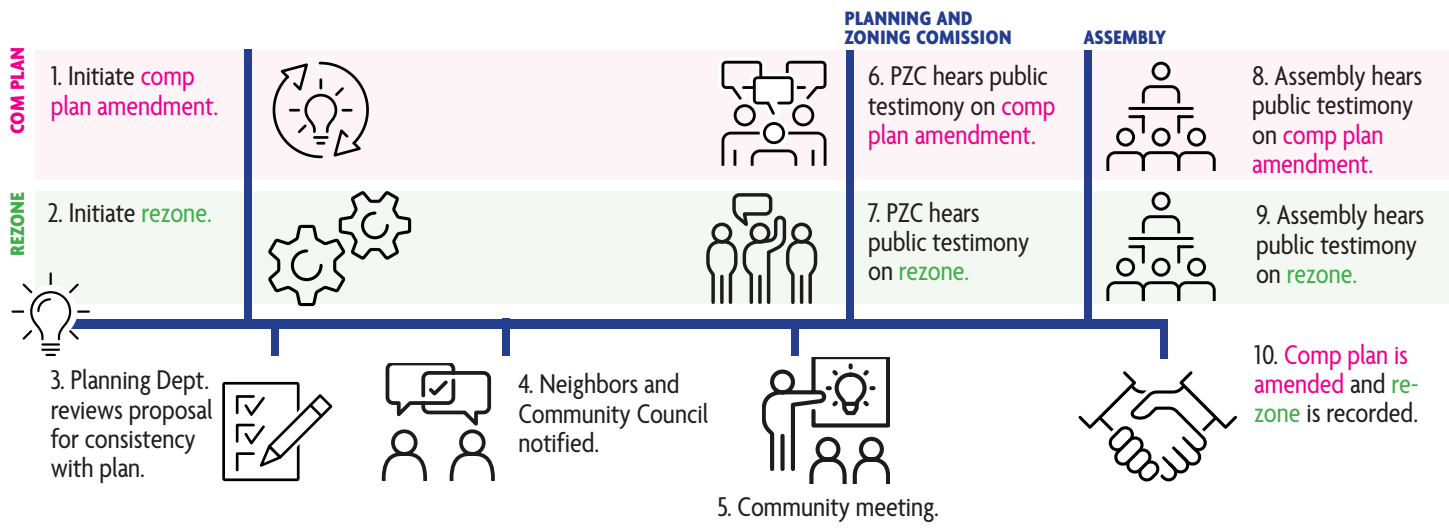 PLANNING AND
ZONING COMISSION
ASSEMBLY
COM PLAN
1. Initiate comp
plan amendment.
6. PZC hears public
testimony on comp
plan amendment.
8. Assembly hears
public testimony
on comp plan
amendment.
REZONE
2. Initiate rezone.
7. PZC hears
public testimony
on rezone.
9. Assembly hears
public testimony
on rezone.
3. Planning Dept.
reviews proposal
for consistency
with plan.
4. Neighbors and
Community Council
notified.
5. Community meeting.
10. Comp plan is
amended and re-
zone is recorded.